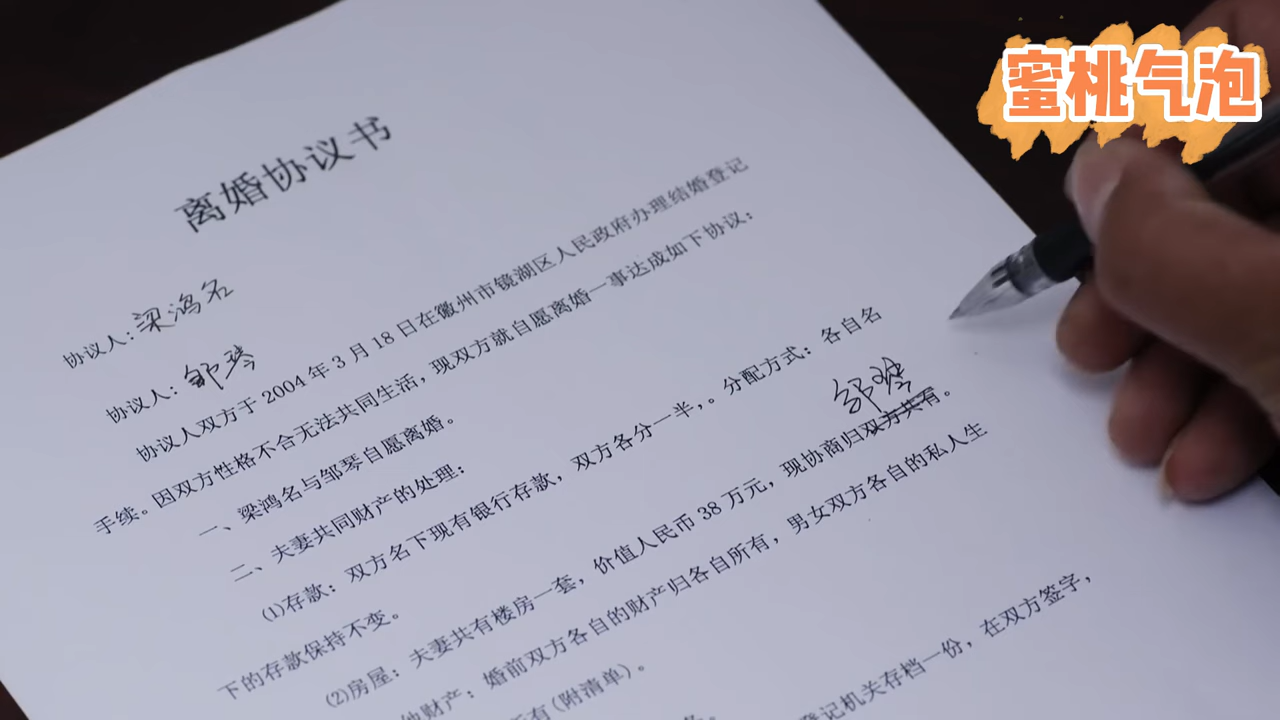 蜜桃气泡
离婚协议书
协议人：梁鸿名
协议人：邹琴
协议人双方于2004年3月18日在徽州市镜湖区人民政府办理结婚登记
手续。因双方性格不合无法共同生活，现双方就自愿离婚一事达成如下协议：
一、梁鸿名与邹琴自愿离婚。
二、夫妻共同财产的处理：
⑴存款：双方名下现有银行存款，双方各分一半，。分配方式：各自名
下的存款保持不变。
邹琴
⑵房屋：夫妻共有楼房一套，价值人民币38万元，现协商归双方共有。
他财产：婚前双方各自的财产归各自所有，男女双方各自的私人生
有(附清单)。
登记机关存档一份，在双方签字，